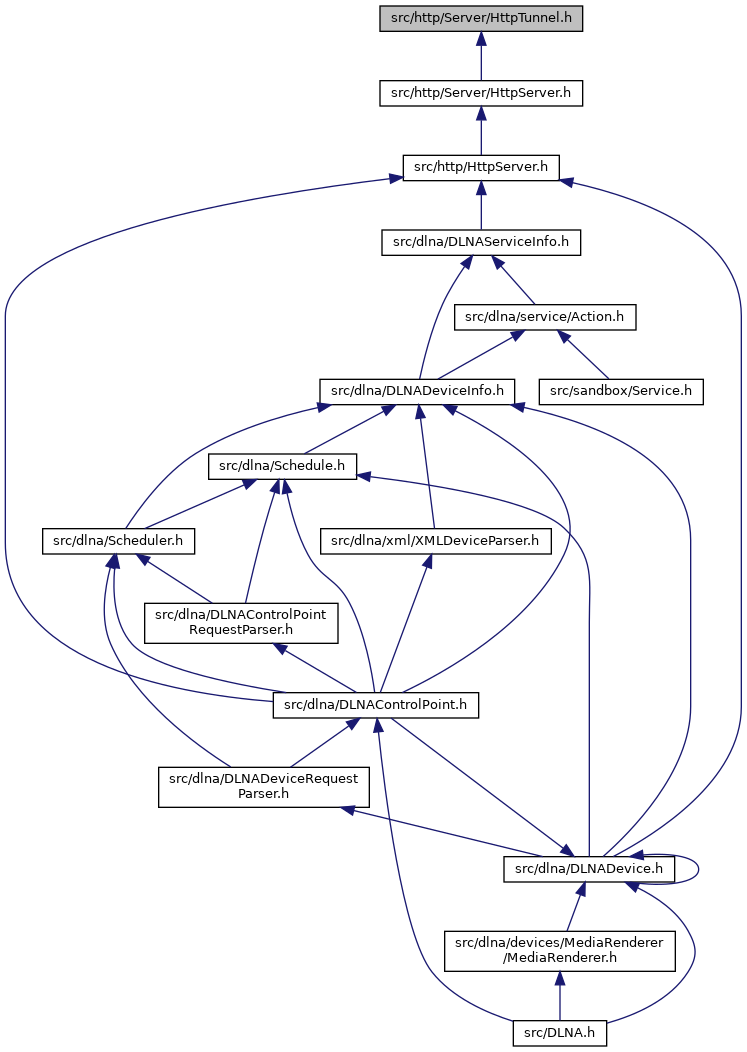 src/http/Server/HttpTunnel.h
src/http/Server/HttpServer.h
src/http/HttpServer.h
src/dlna/DLNAServiceInfo.h
src/dlna/service/Action.h
src/dlna/DLNADeviceInfo.h
src/sandbox/Service.h
src/dlna/Schedule.h
src/dlna/Scheduler.h
src/dlna/xml/XMLDeviceParser.h
src/dlna/DLNAControlPoint
RequestParser.h
src/dlna/DLNAControlPoint.h
src/dlna/DLNADeviceRequest
Parser.h
src/dlna/DLNADevice.h
src/dlna/devices/MediaRenderer
/MediaRenderer.h
src/DLNA.h